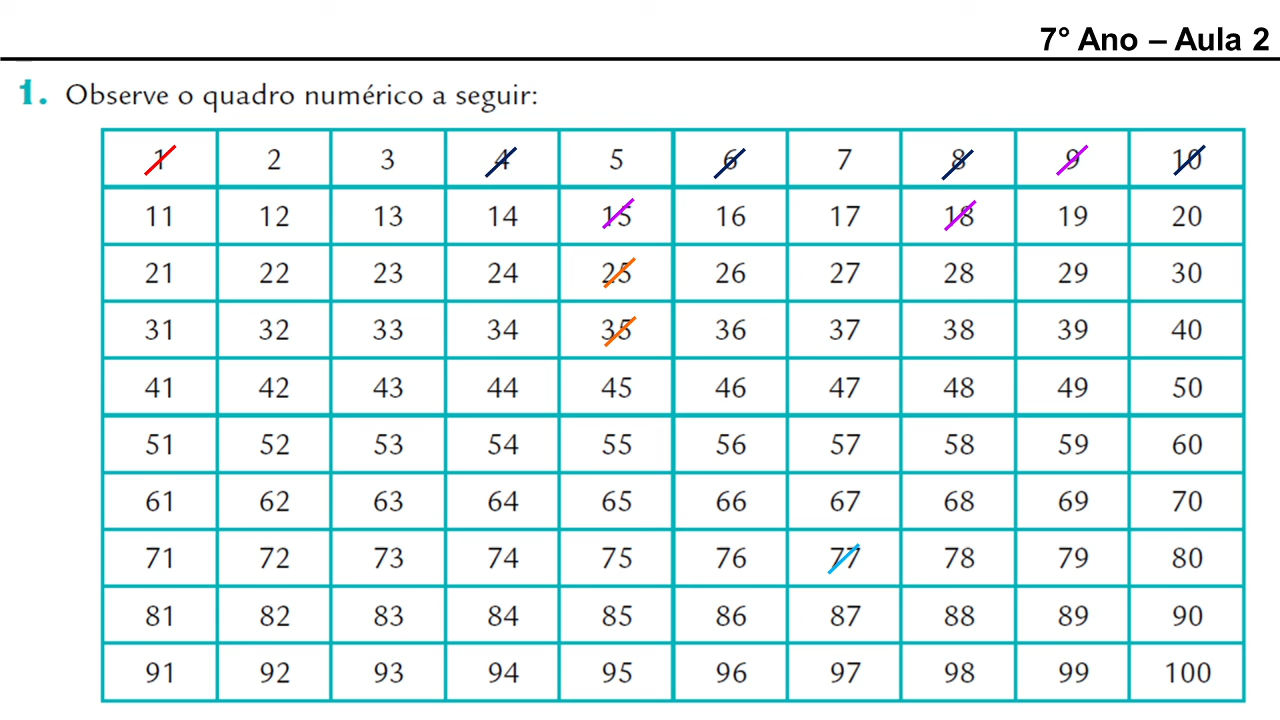 7° Ano – Aula 2
1. Observe o quadro numérico a seguir:
1 2 3 4 5 6 7 8 9 10
11 12 13 14 15 16 17 18 19 20
21 22 23 24 25 26 27 28 29 30
31 32 33 34 35 36 37 38 39 40
41 42 43 44 45 46 47 48 49 50
51 52 53 54 55 56 57 58 59 60
61 62 63 64 65 66 67 68 69 70
71 72 73 74 75 76 77 78 79 80
81 82 83 84 85 86 87 88 89 90
91 92 93 94 95 96 97 98 99 100